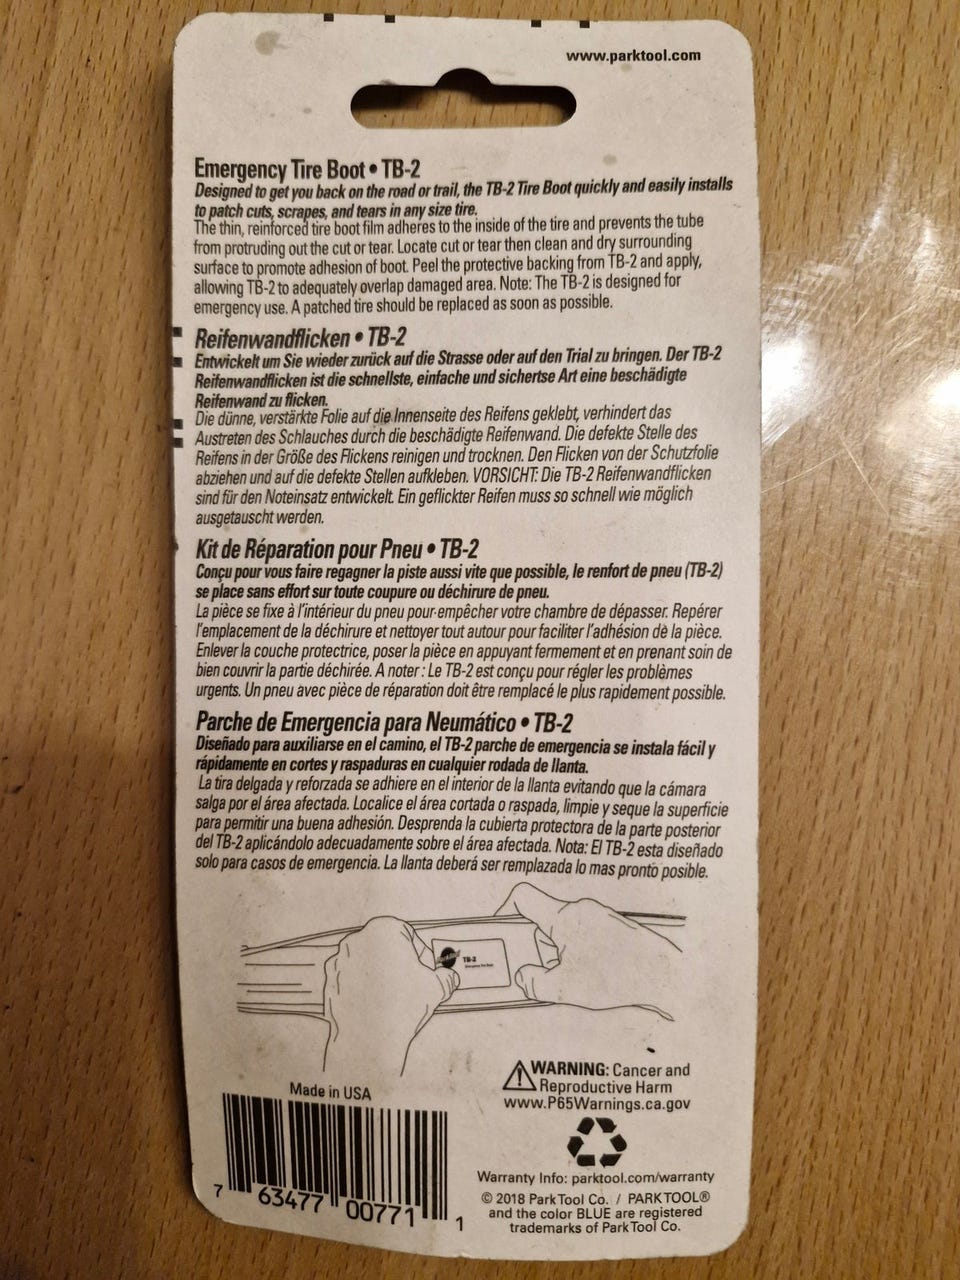 www.parktool.com
Emergency Tire Boot • TB-2
Designed to get you back on the road or trail, the TB-2 Tire Boot quickly and easily installs
to patch cuts, scrapes, and tears in any size tire.
The thin, reinforced tire boot film adheres to the inside of the tire and prevents the tube
from protruding out the cut or tear. Locate cut or tear then clean and dry surrounding
surface to promote adhesion of boot. Peel the protective backing from TB-2 and apply,
allowing TB-2 to adequately overlap damaged area. Note: The TB-2 is designed for
emergency use. A patched tire should be replaced as soon as possible.
Reifenwandflicken • TB-2
Entwickelt um Sie wieder zurück auf die Strasse oder auf den Trial zu bringen. Der TB-2
Reifenwandflicken ist die schnellste, einfache und sichertse Art eine beschädigte
Reifenwand zu flicken.
Die dünne, verstärkte Folie auf die Innenseite des Reifens geklebt, verhindert das
Austreten des Schlauches durch die beschädigte Reifenwand. Die defekte Stelle des
Reifens in der Größe des Flickens reinigen und trocknen. Den Flicken von der Schutzfolie
abziehen und auf die defekte Stellen aufkleben. VORSICHT: Die TB-2 Reifenwandflicken
sind für den Noteinsatz entwickelt. Ein geflickter Reifen muss so schnell wie möglich
ausgetauscht werden.
Kit de Réparation pour Pneu • TB-2
Conçu pour vous faire regagner la piste aussi vite que possible, le renfort de pneu (TB-2)
se place sans effort sur toute coupure ou déchirure de pneu.
La pièce se fixe à l'intérieur du pneu pour empêcher votre chambre de dépasser. Repérer
l'emplacement de la déchirure et nettoyer tout autour pour faciliter l'adhésion de la pièce.
Enlever la couche protectrice, poser la pièce en appuyant fermement et en prenant soin de
bien couvrir la partie déchirée. A noter : Le TB-2 est conçu pour régler les problèmes
urgents. Un pneu avec pièce de réparation doit être remplacé le plus rapidement possible.
Parche de Emergencia para Neumático • TB-2
Diseñado para auxiliarse en el camino, el TB-2 parche de emergencia se instala fácil y
rápidamente en cortes y raspaduras en cualquier rodada de llanta.
La tira delgada y reforzada se adhiere en el interior de la llanta evitando que la cámara
salga por el área afectada. Localice el área cortada o raspada, limpie y seque la superficie
para permitir una buena adhesión. Desprenda la cubierta protectora de la parte posterior
del TB-2 aplicándolo adecuadamente sobre el área afectada. Nota: El TB-2 esta diseñado
solo para casos de emergencia. La llanta deberá ser remplazada lo mas pronto posible.
TB-2
Emergency Tire Boot
WARNING: Cancer and
Reproductive Harm
www.P65Warnings.ca.gov
Made in USA
7 63477 00771 1
Warranty Info: parktool.com/warranty
© 2018 Park Tool Co. / PARK TOOL®
and the color BLUE are registered
trademarks of Park Tool Co.